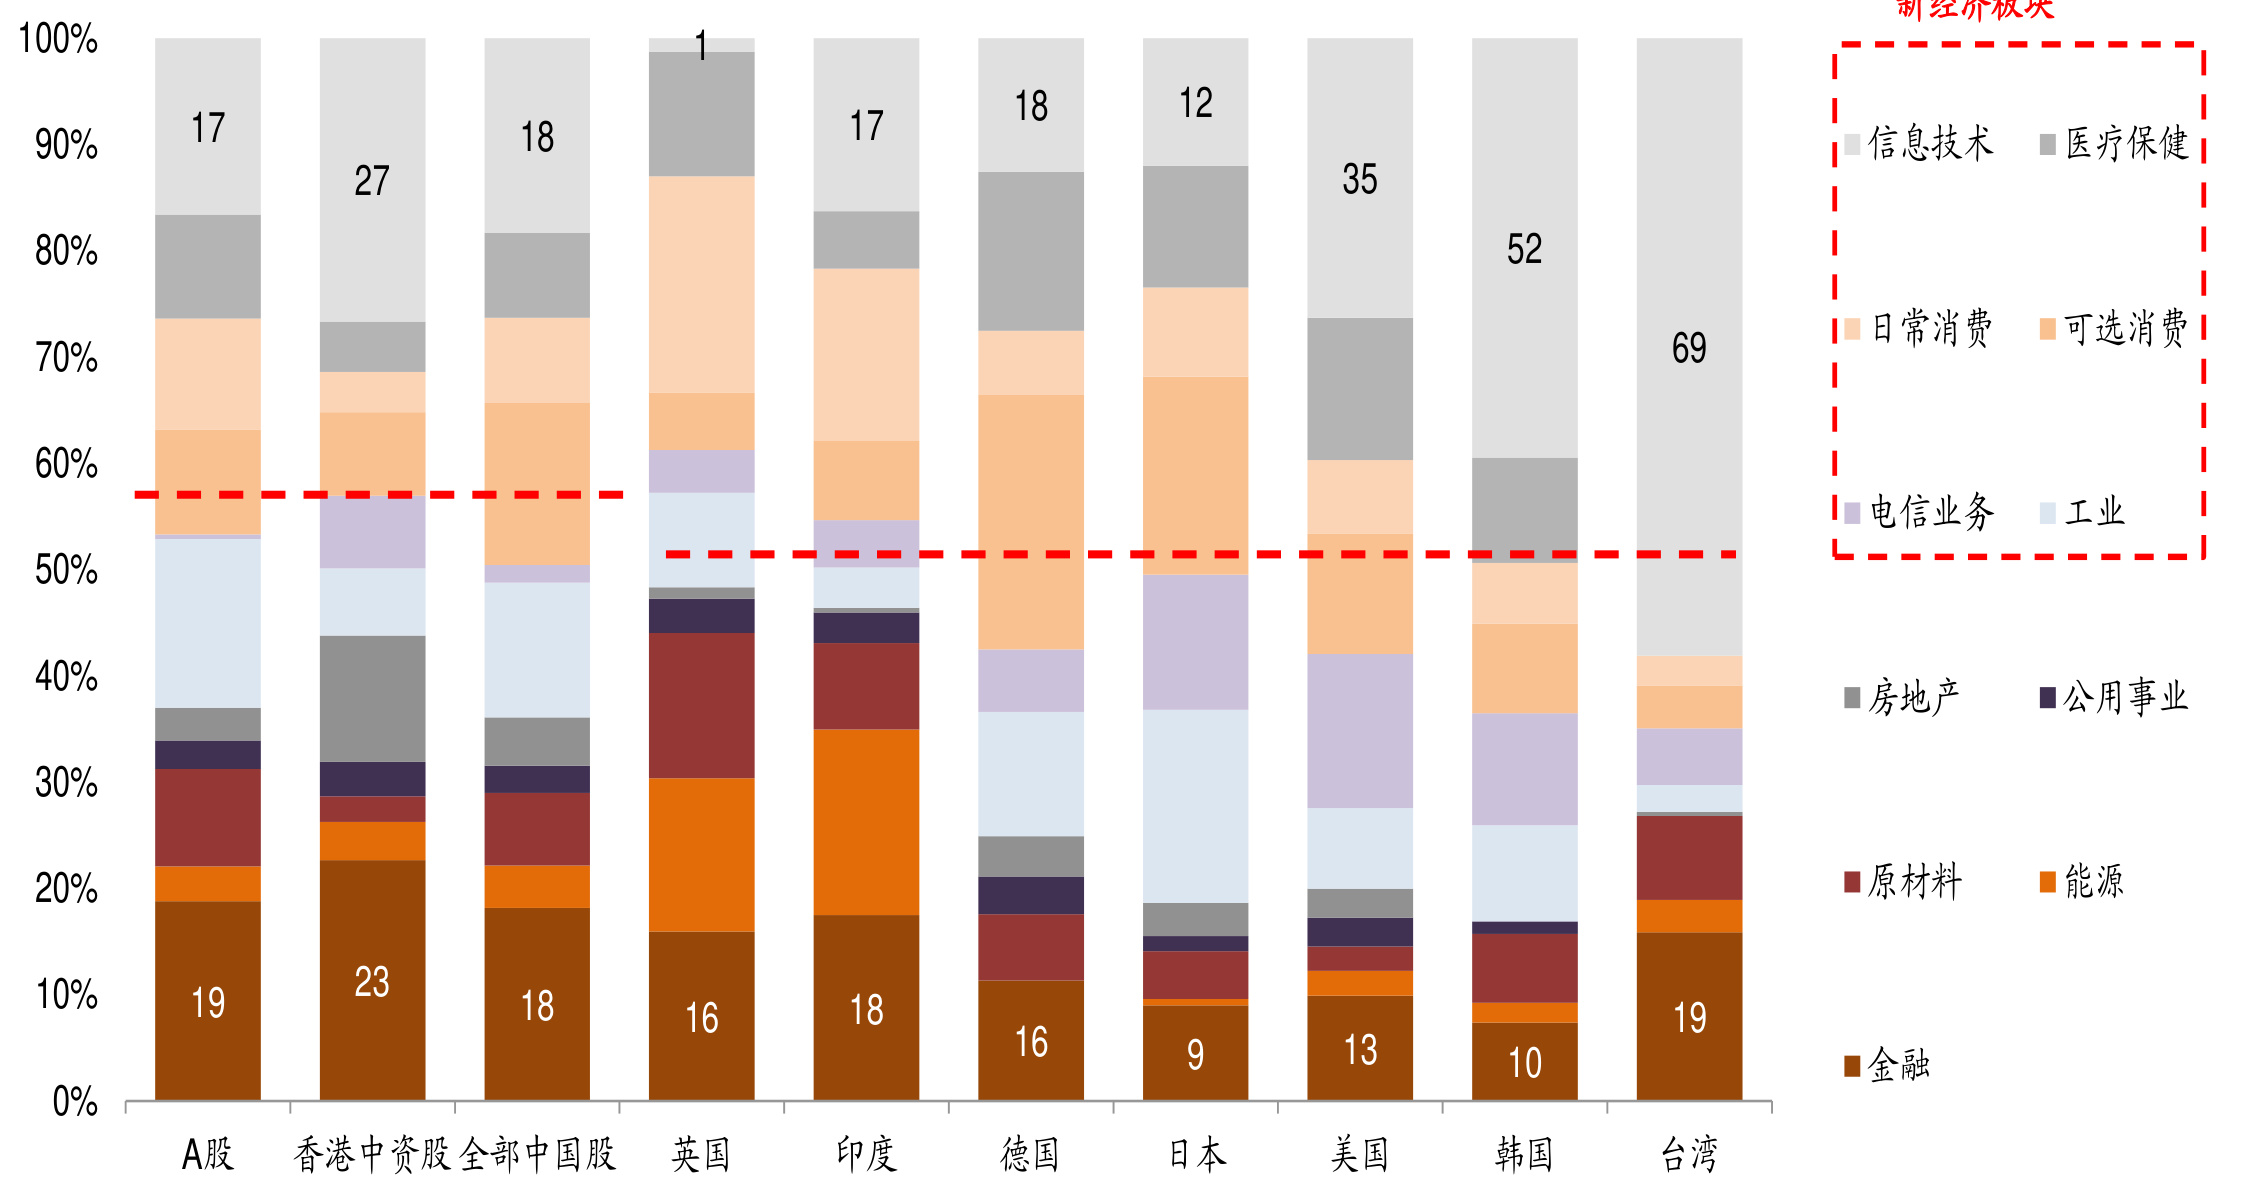 新经济板块
100%
90%
80%
70%
60%
50%
40%
30%
20%
10%
0%
17 27 18 1 17 18 12 35 52 69
19 23 18 16 18 16 9 13 10 19
A股 香港中资股 全部中国股 英国 印度 德国 日本 美国 韩国 台湾
信息技术 医疗保健
日常消费 可选消费
电信业务 工业
房地产 公用事业
原材料 能源
金融